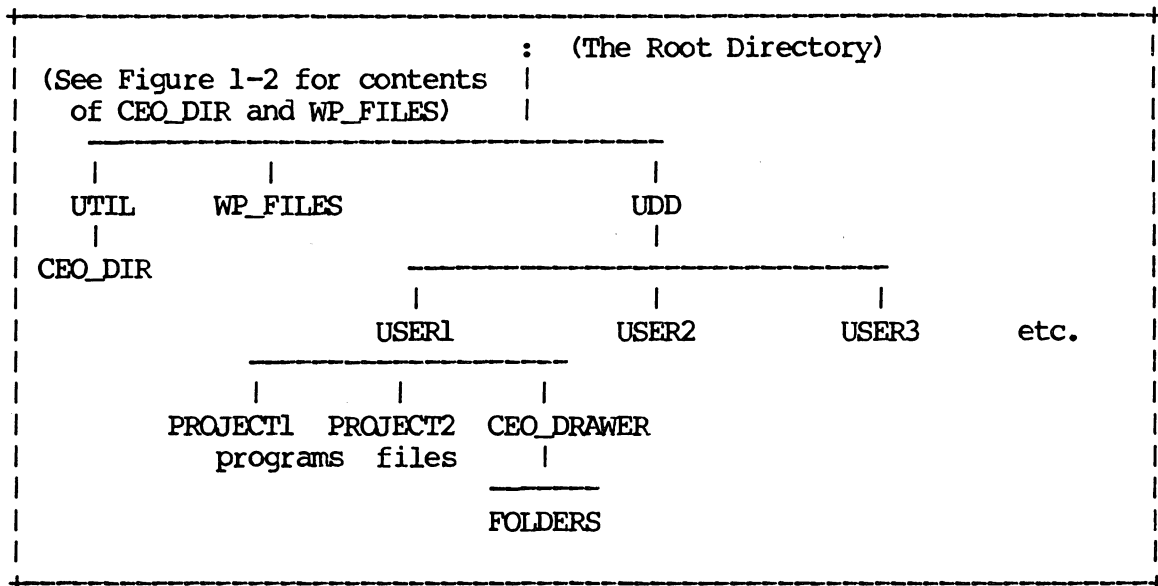 : (The Root Directory)
(See Figure 1-2 for contents
of CEO_DIR and WP_FILES)
UTIL WP_FILES UDD
CEO_DIR
USER1 USER2 USER3 etc.
PROJECT1 PROJECT2 CEO_DRAWER
programs files
FOLDERS